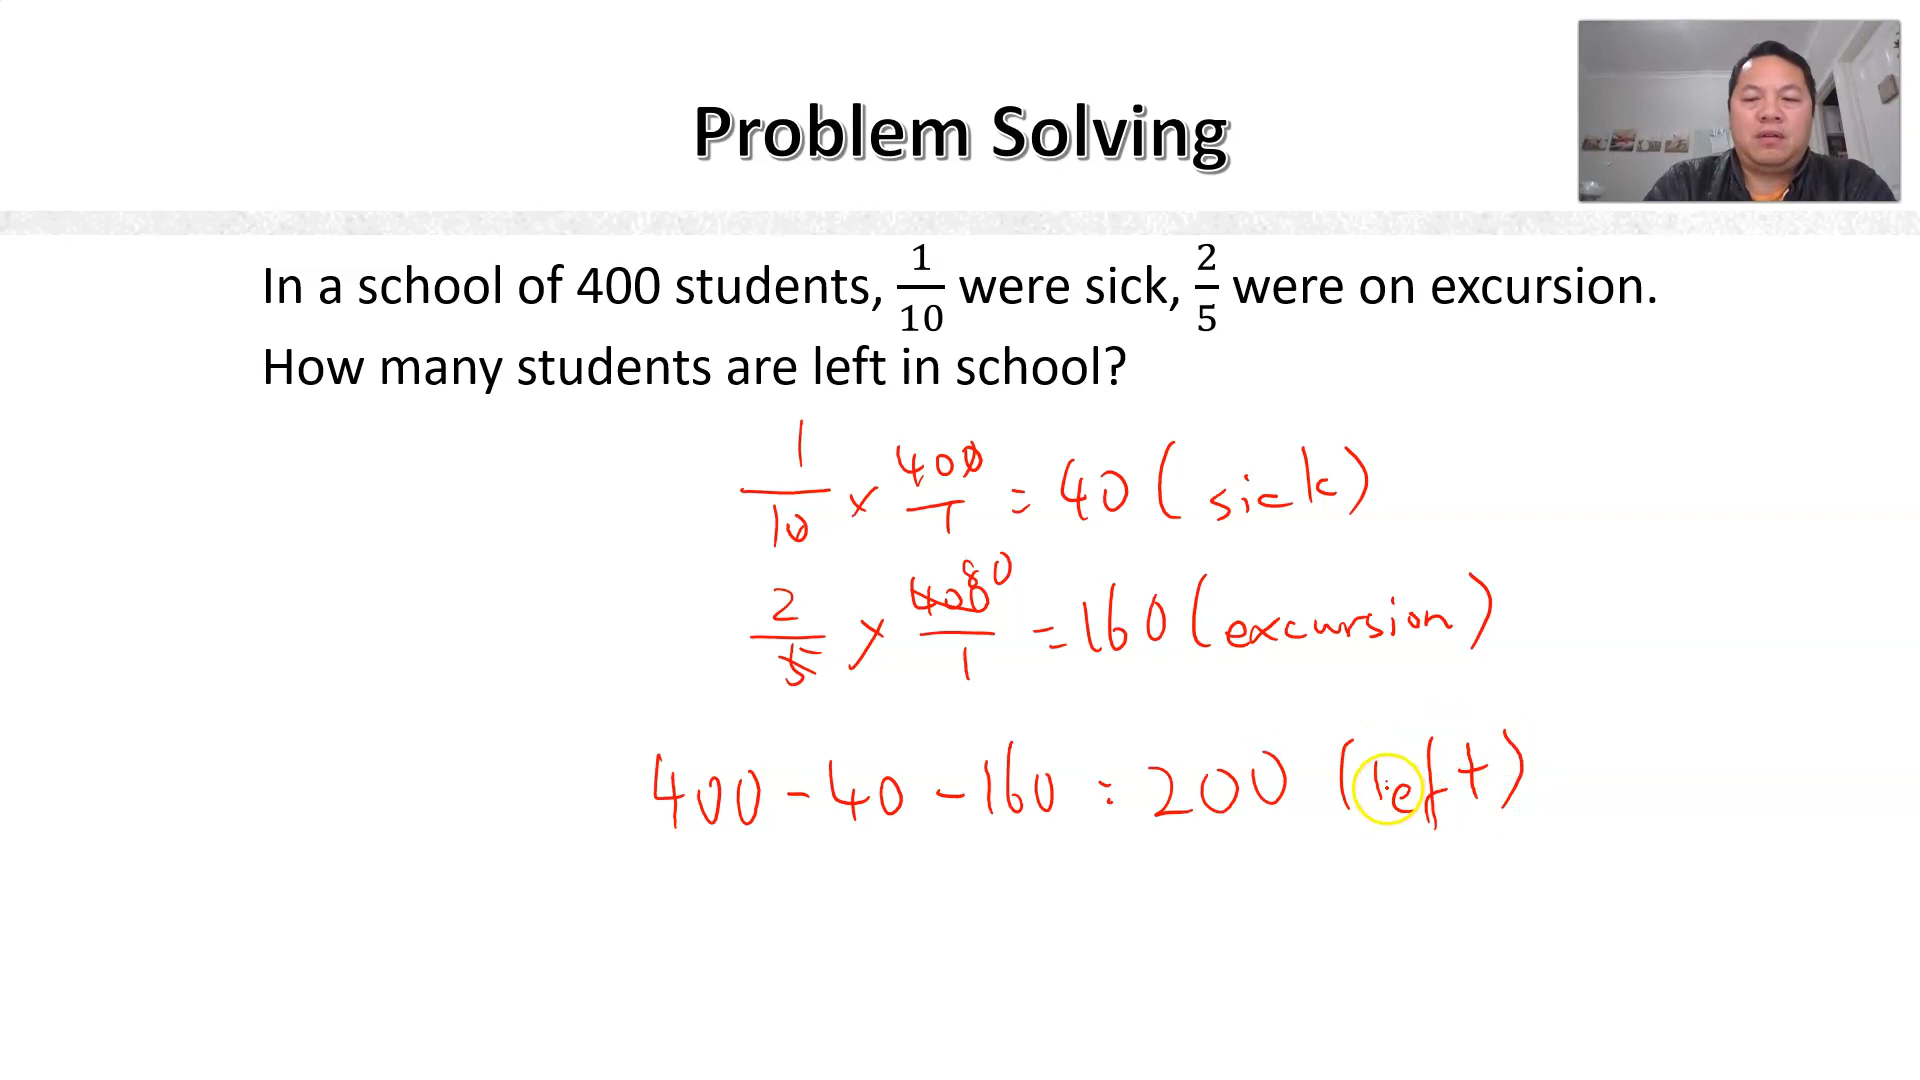 Problem Solving
In a school of 400 students, 1/10 were sick, 2/5 were on excursion.
How many students are left in school?
1/10 × 400/1 = 40 (sick)
2/5 × 400/1 80 = 160 (excursion)
400 - 40 - 160 = 200 (left)